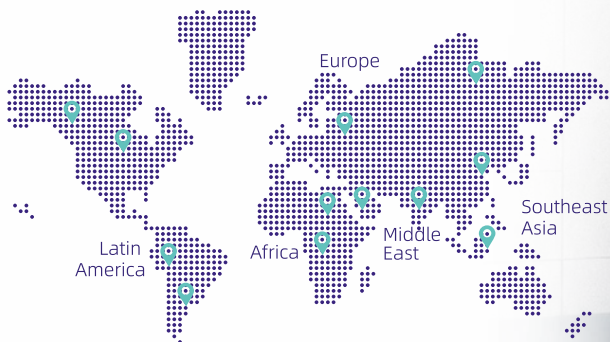 Europe
Southeast
Asia
Middle
East
Africa
Latin
America